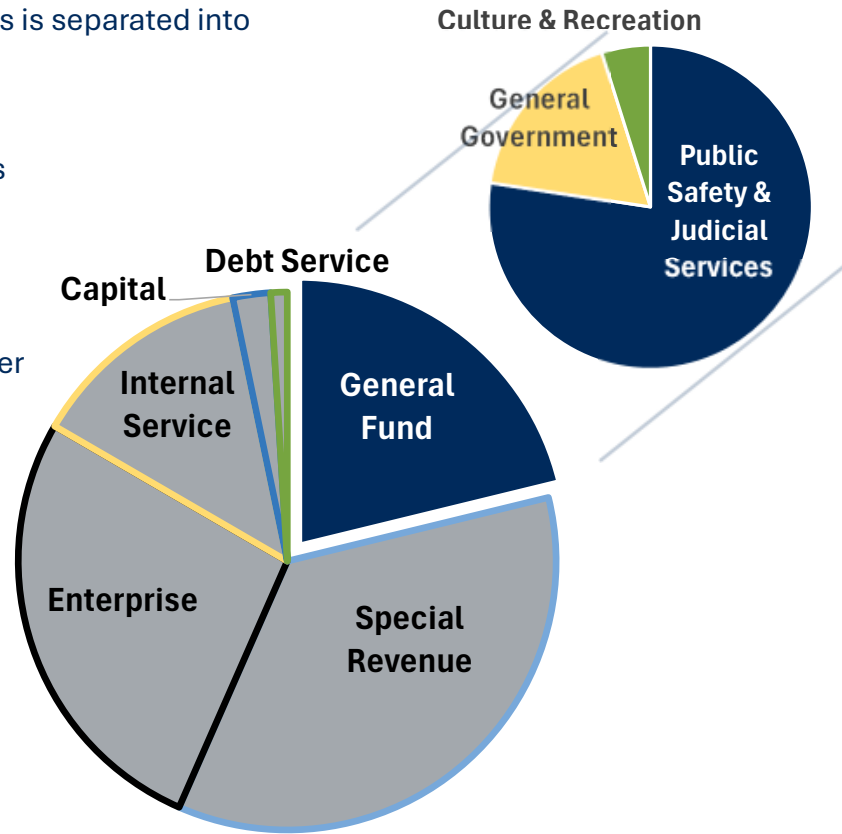 s is separated into
s
er
Culture & Recreation
General
Government
Public
Safety &
Judicial
Services
Debt Service
Capital
Internal
Service
General
Fund
Enterprise
Special
Revenue